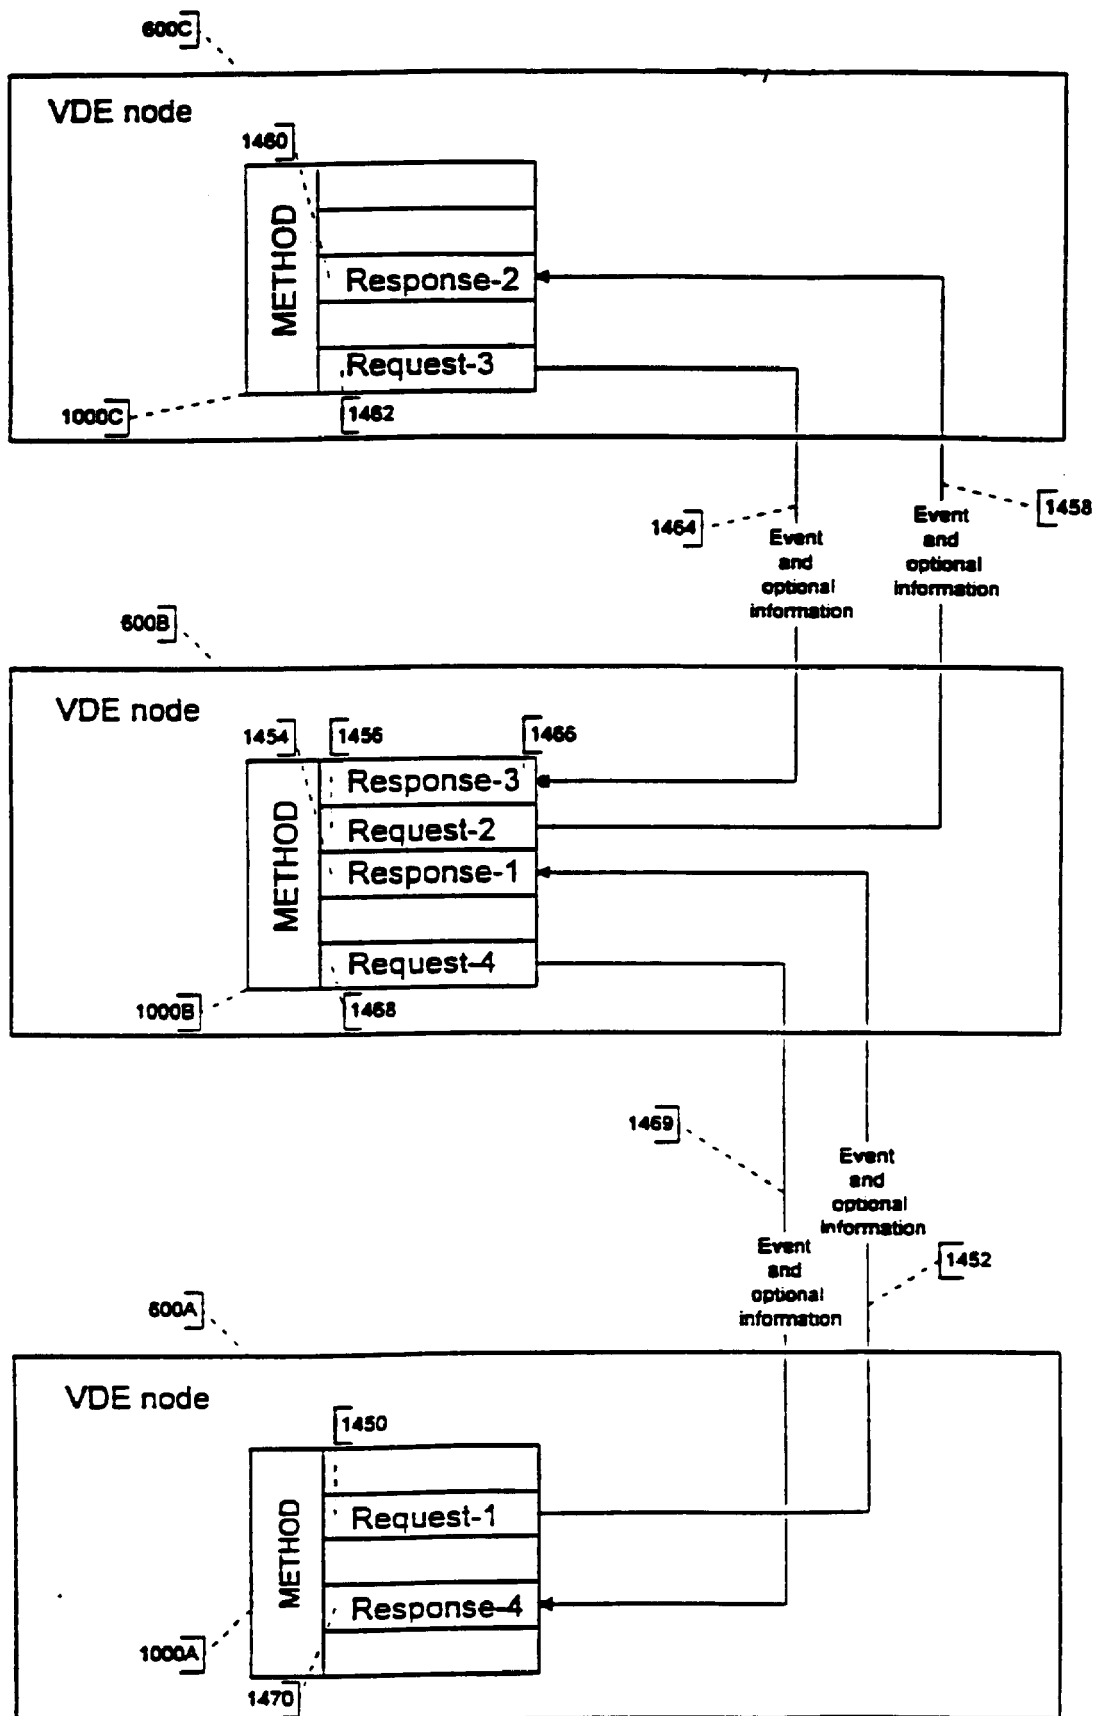 600C
VDE node
1460
METHOD
Response-2
Request-3
1000C
1462
1464
Event
and
optional
information
Event
and
optional
information
1458
600B
VDE node
1454
1456
1466
METHOD
Response-3
Request-2
Response-1
Request-4
1000B
1468
1469
Event
and
optional
information
Event
and
optional
information
1452
600A
VDE node
1450
METHOD
Request-1
Response-4
1000A
1470